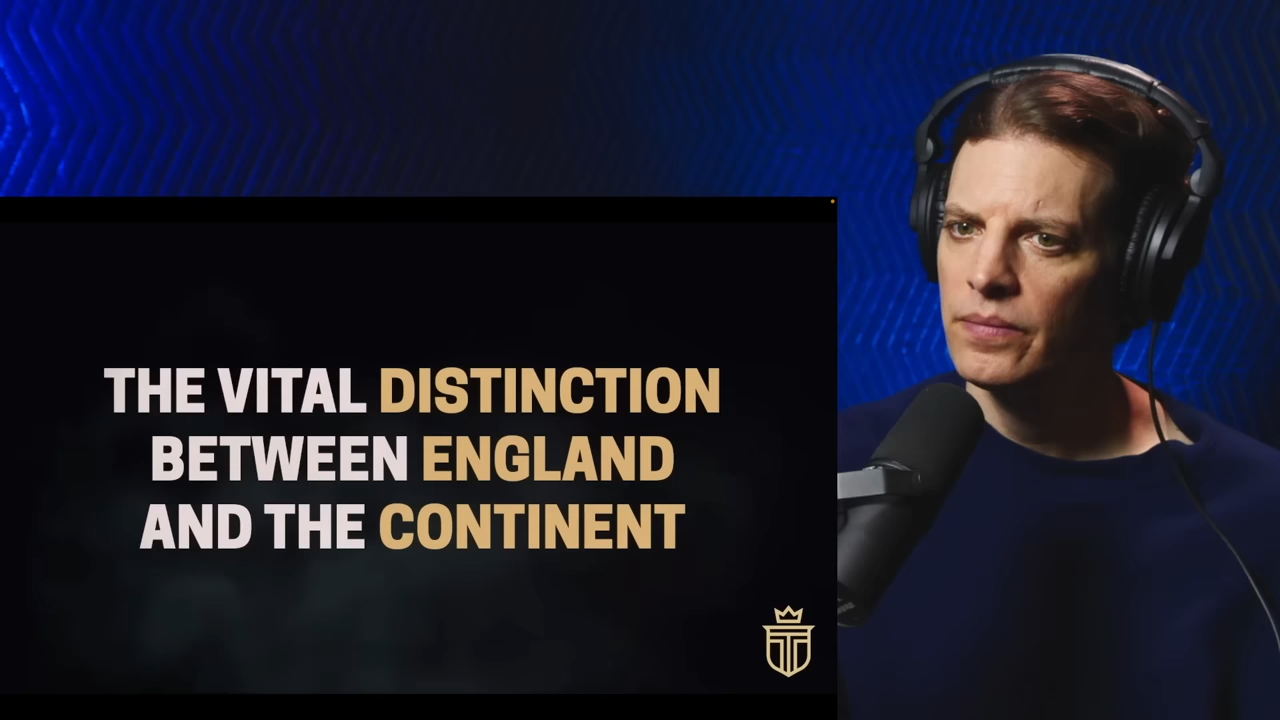 THE VITAL DISTINCTION
BETWEEN ENGLAND
AND THE CONTINENT